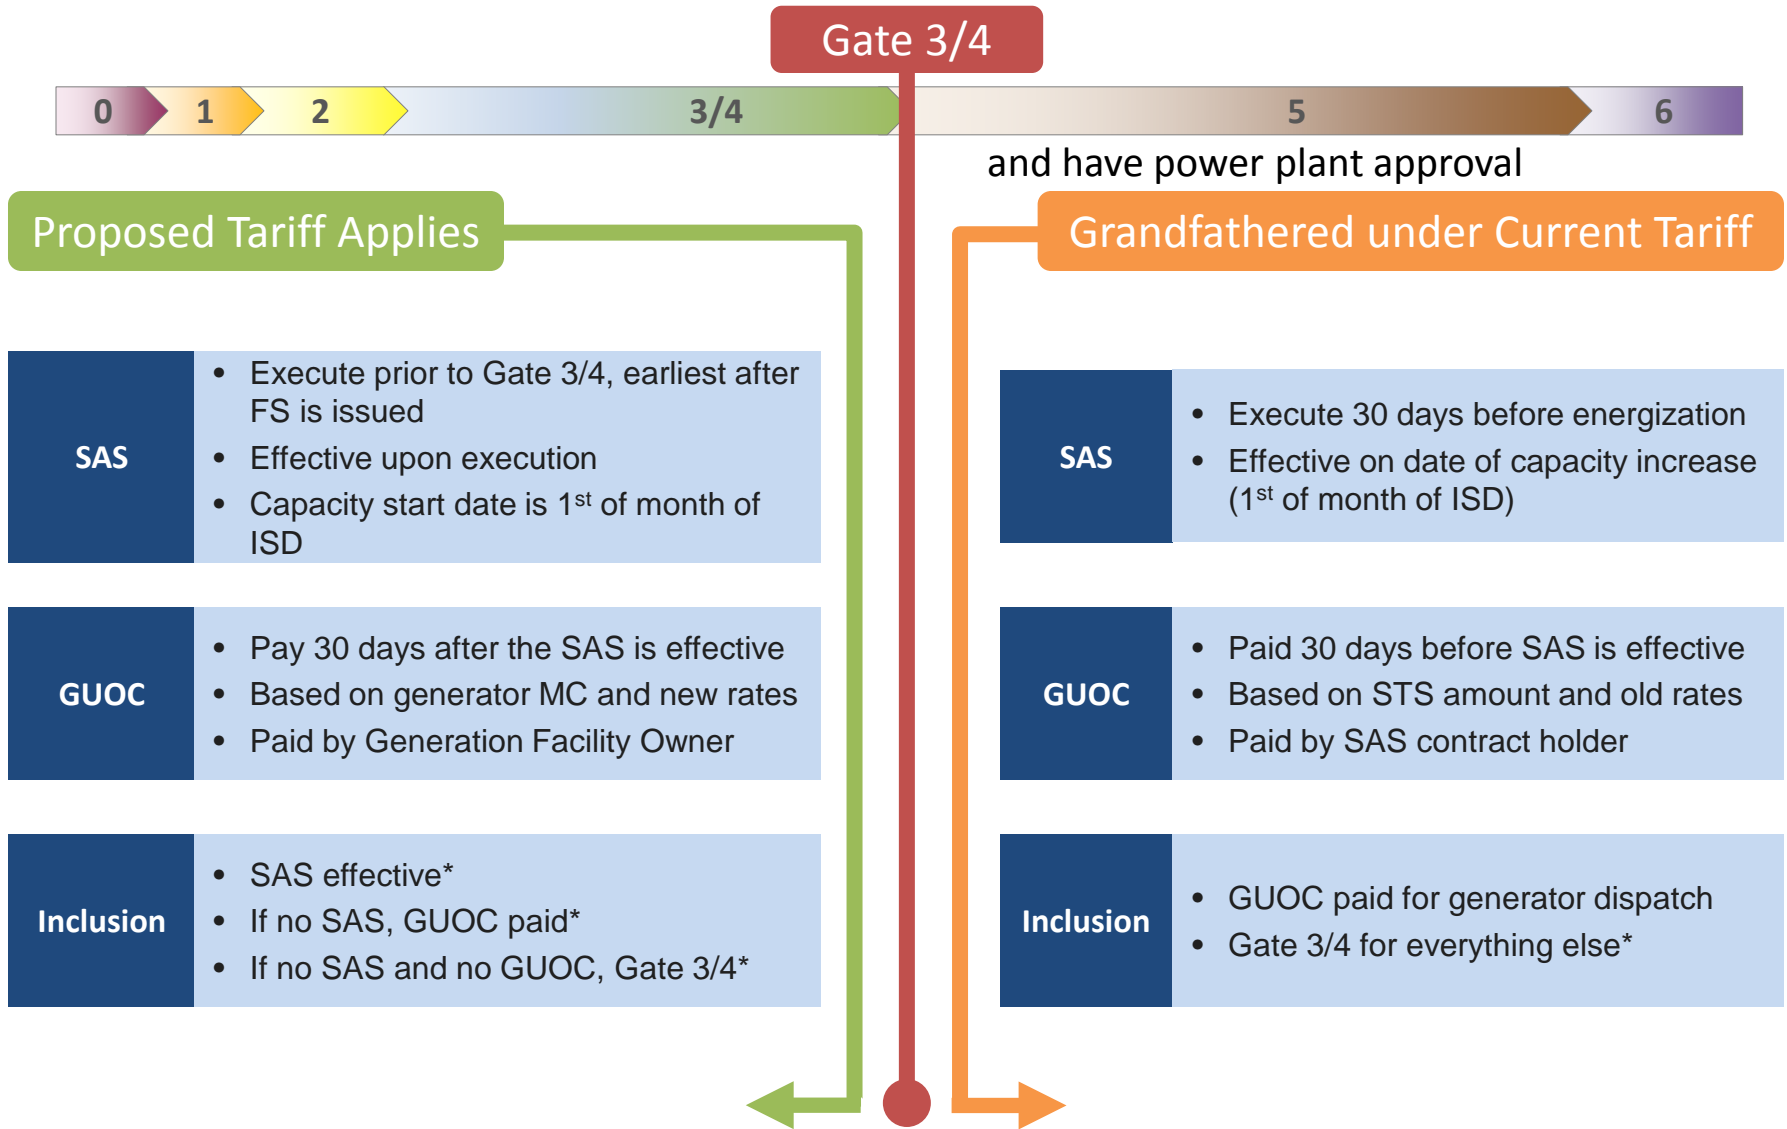 Gate 3/4
0 1 2 3/4 5 6
and have power plant approval
Proposed Tariff Applies
Grandfathered under Current Tariff
SAS
• Execute prior to Gate 3/4, earliest after
FS is issued
• Effective upon execution
• Capacity start date is 1st of month of
ISD
GUOC
• Pay 30 days after the SAS is effective
• Based on generator MC and new rates
• Paid by Generation Facility Owner
Inclusion
• SAS effective*
• If no SAS, GUOC paid*
• If no SAS and no GUOC, Gate 3/4*
SAS
• Execute 30 days before energization
• Effective on date of capacity increase
(1st of month of ISD)
GUOC
• Paid 30 days before SAS is effective
• Based on STS amount and old rates
• Paid by SAS contract holder
Inclusion
• GUOC paid for generator dispatch
• Gate 3/4 for everything else*